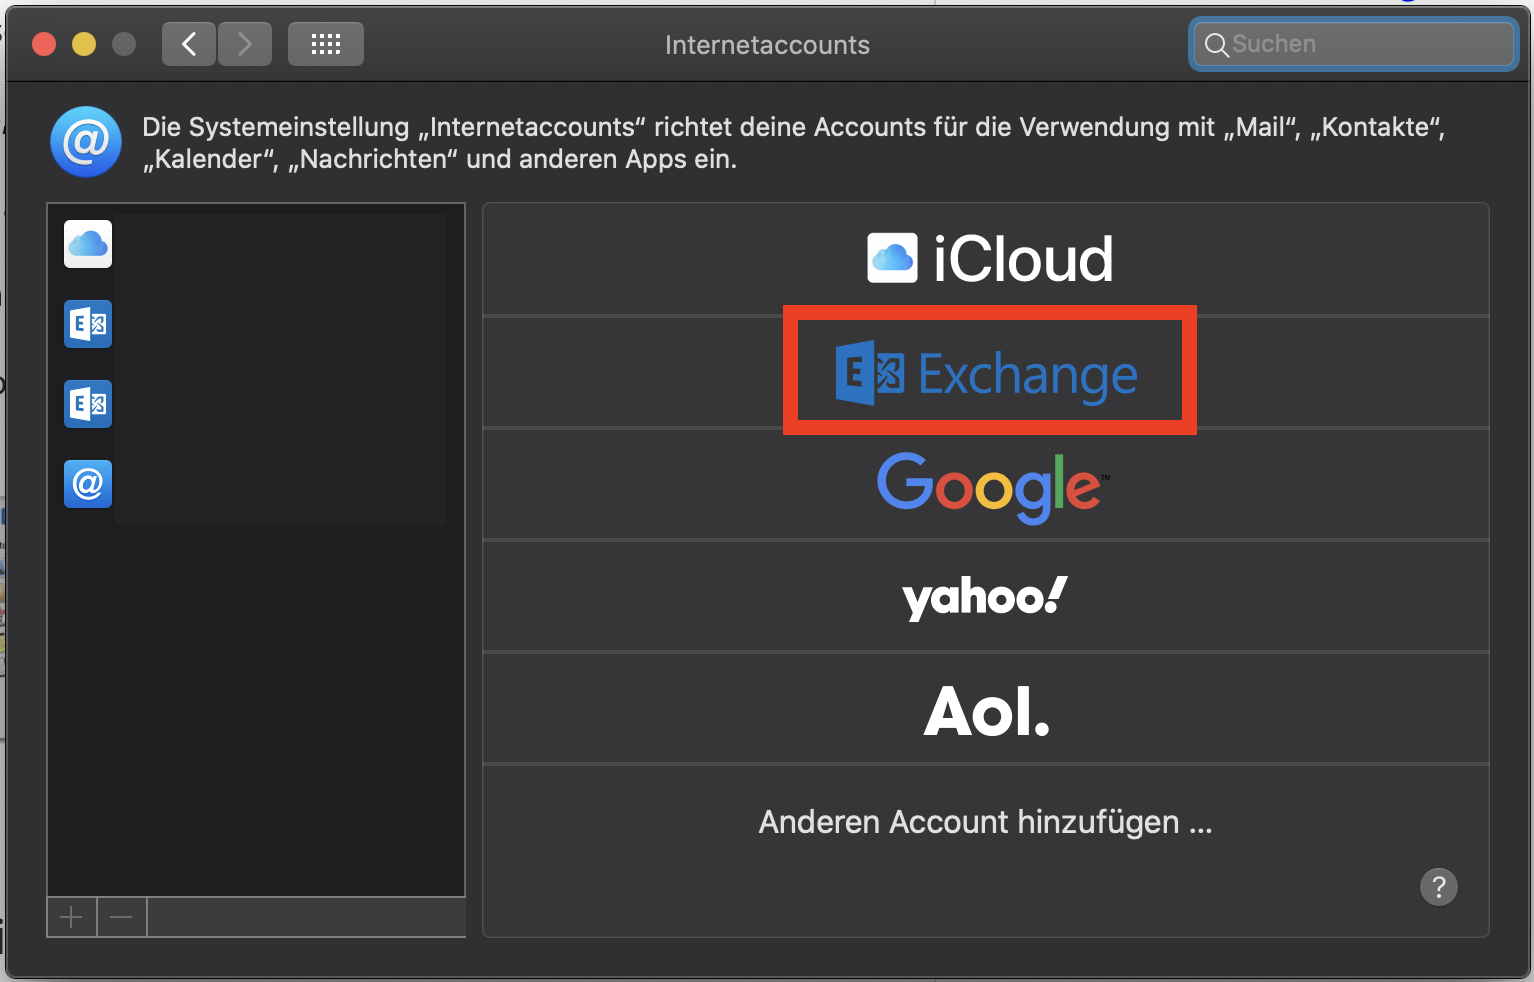 Internetaccounts
Suchen
Die Systemeinstellung „Internetaccounts“ richtet deine Accounts für die Verwendung mit „Mail“, „Kontakte“,
„Kalender“, „Nachrichten“ und anderen Apps ein.
@
E
E
@
iCloud
E Exchange
Google™
yahoo!
Aol.
Anderen Account hinzufügen ...
?